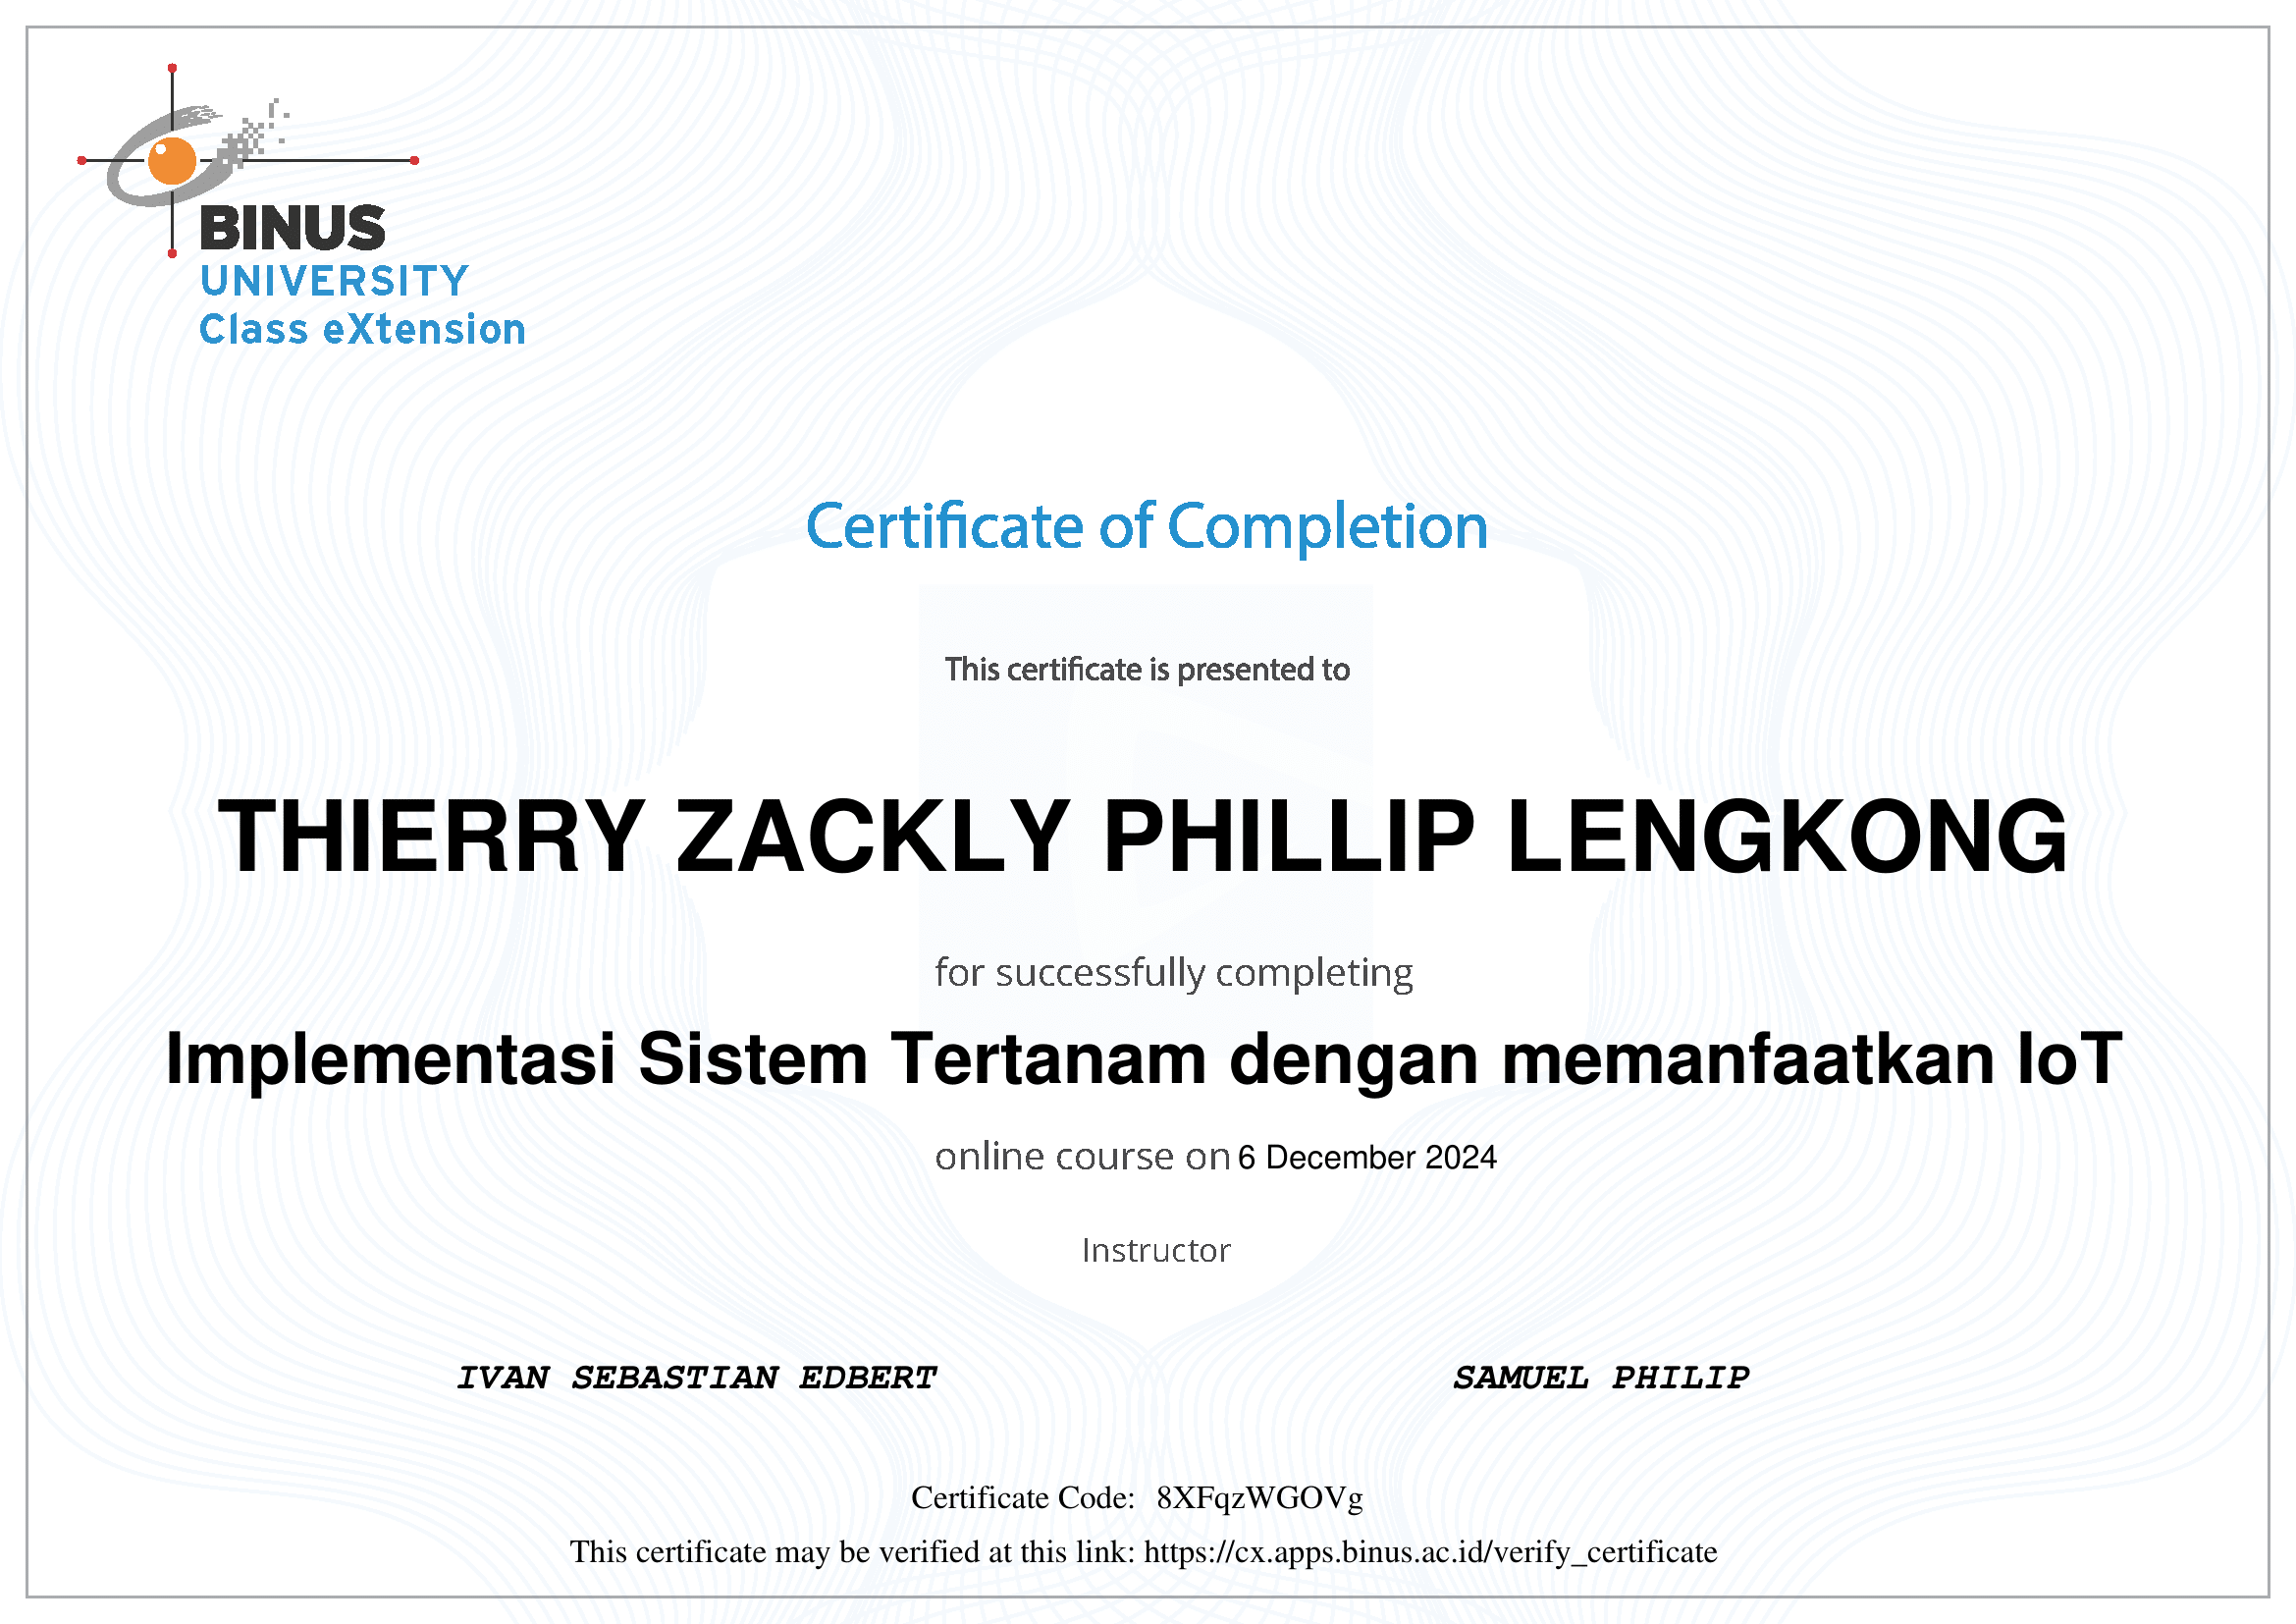 BINUS
UNIVERSITY
Class eXtension
Certificate of Completion
This certificate is presented to
THIERRY ZACKLY PHILLIP LENGKONG
for successfully completing
Implementasi Sistem Tertanam dengan memanfaatkan IoT
online course on 6 December 2024
Instructor
IVAN SEBASTIAN EDBERT SAMUEL PHILIP
Certificate Code: 8XFqzWGOVg
This certificate may be verified at this link: https://cx.apps.binus.ac.id/verify_certificate